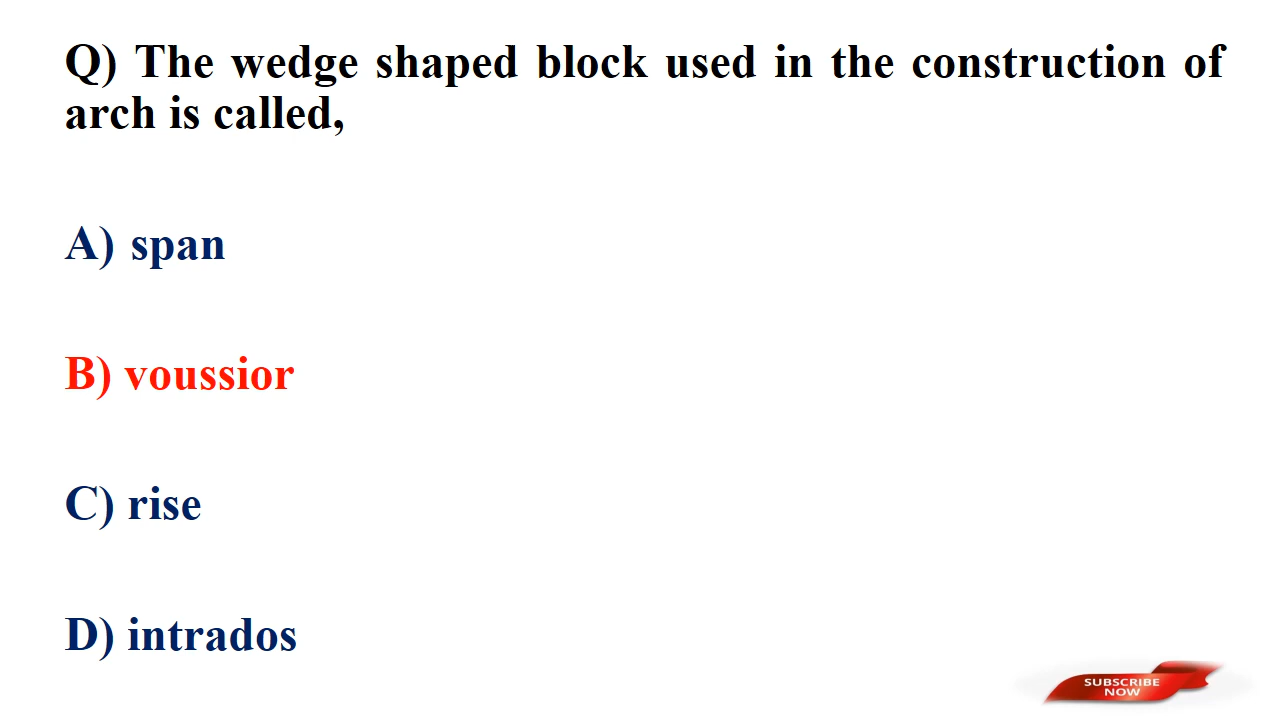 Q) The wedge shaped block used in the construction of
arch is called,
A) span
B) voussior
C) rise
D) intrados
SUBSCRIBE
NOW